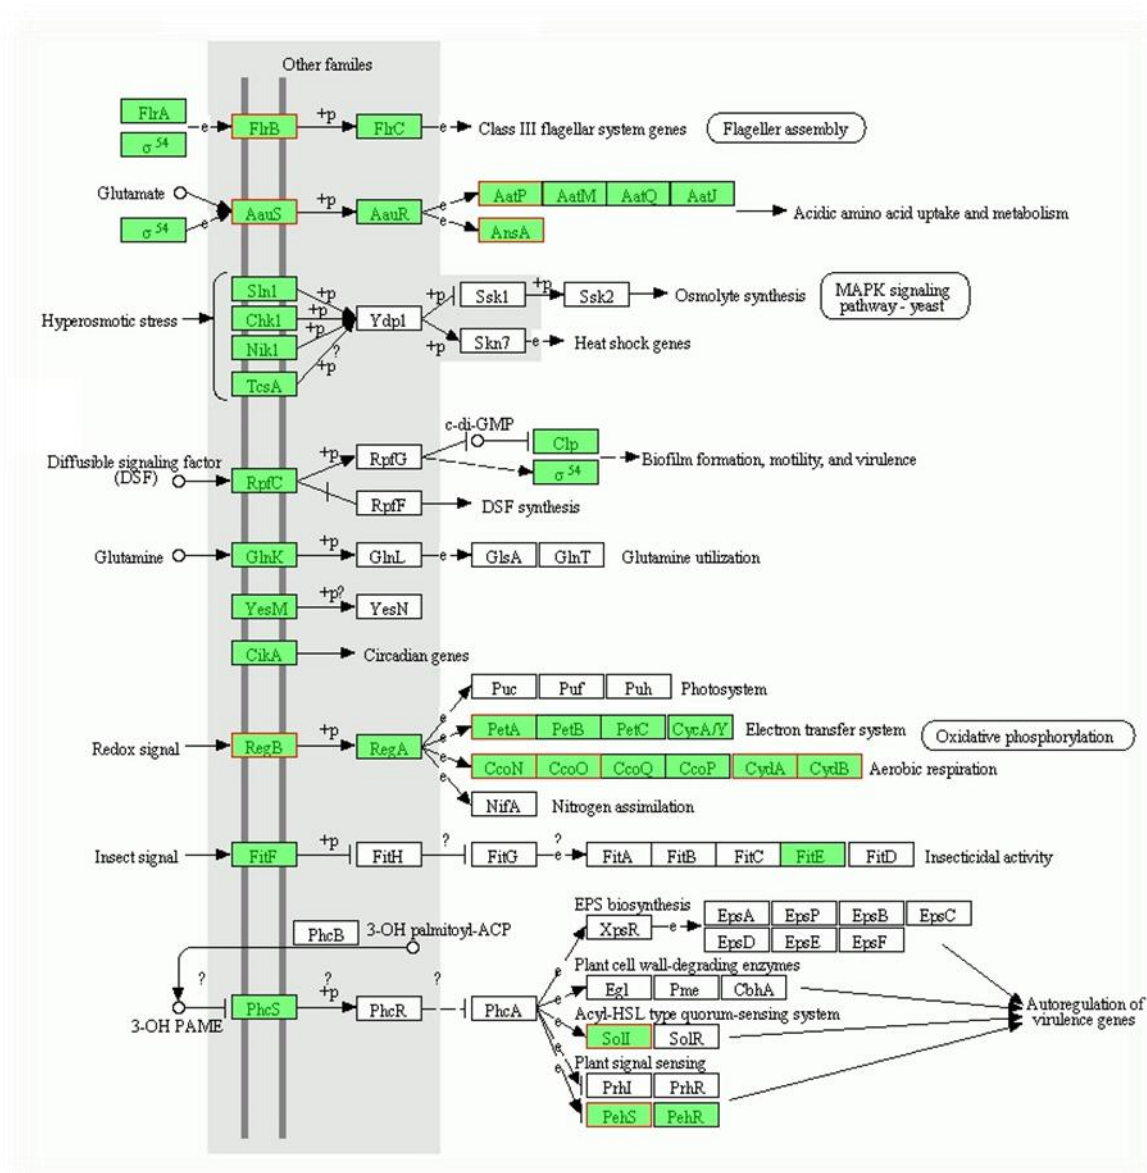 Other familes
FlrA
σ 54
e
FlrB
+p
FlrC
e
Class III flagellar system genes
Flageller assembly
Glutamate
σ 54
e
AauS
+p
AauR
e
e
AatP AatM AatQ AatJ
AnsA
Acidic amino acid uptake and metabolism
Hyperosmotic stress
Sln1
Chk1
Nik1
TcsA
+p
+p
+p
?
+p
Ydp1
+p
+p
Ssk1
+p
Ssk2
Osmolyte synthesis
MAPK signaling
pathway - yeast
Skn7
e
Heat shock genes
Diffusible signaling factor
(DSF)
RpfC
+p
RpfG
c-di-GMP
Clp
σ 54
Biofilm formation, motility, and virulence
RpfF
DSF synthesis
Glutamine
GlnK
+p
GlnL
e
GlsA GlnT
Glutamine utilization
YesM
+p?
YesN
CikA
Circadian genes
Redox signal
RegB
+p
RegA
e
e
e
e
Puc Puf Puh Photosystem
PetA PetB PetC CycA/Y Electron transfer system
Oxidative phosphorylation
CcoN CcoO CcoQ CcoP CydA CydB Aerobic respiration
NifA Nitrogen assimilation
Insect signal
FitF
+p
FitH
?
FitG
?
e
FitA FitB FitC FitE FitD Insecticidal activity
PhcB
3-OH palmitoyl-ACP
?
3-OH PAME
PhcS
?
+p
PhcR
?
PhcA
e
e
e
e
e
EPS biosynthesis
XpsR
e
EpsA EpsP EpsB EpsC
EpsD EpsE EpsF
Plant cell wall-degrading enzymes
Egl Pme CbhA
Acyl-HSL type quorum-sensing system
SolI SolR
Plant signal sensing
PrhI PrhR
PehS PehR
Autoregulation of
virulence genes